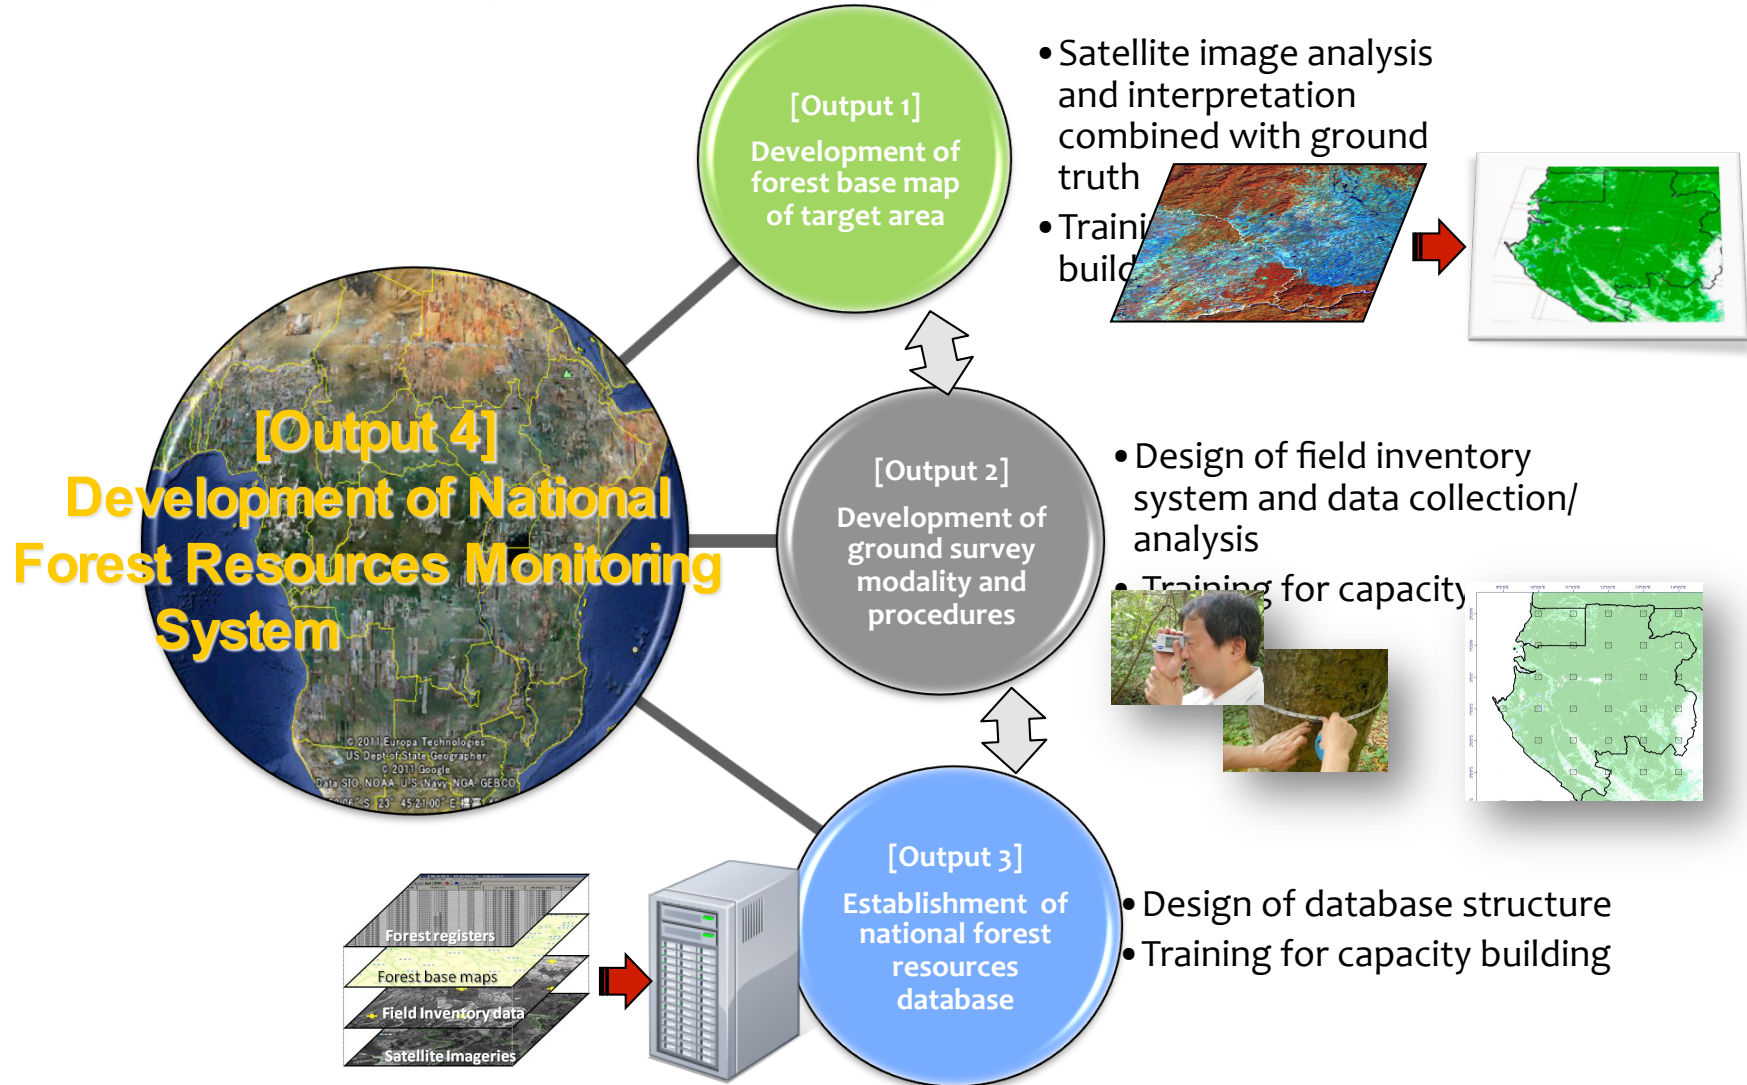 [Output 1]
Development of
forest base map
of target area
• Satellite image analysis
and interpretation
combined with ground
truth
• Traini
build
[Output 4]
Development of National
Forest Resources Monitoring
System
© 2011 Europa Technologies
US Dept of State Geographer
© 2011 Google
Data SIO, NOAA, U.S. Navy, NGA, GEBCO
[Output 2]
Development of
ground survey
modality and
procedures
• Design of field inventory
system and data collection/
analysis
• Training for capacity
[Output 3]
Establishment of
national forest
resources
database
• Design of database structure
• Training for capacity building
Forest registers
Forest base maps
Field Inventory data
Satellite Imageries